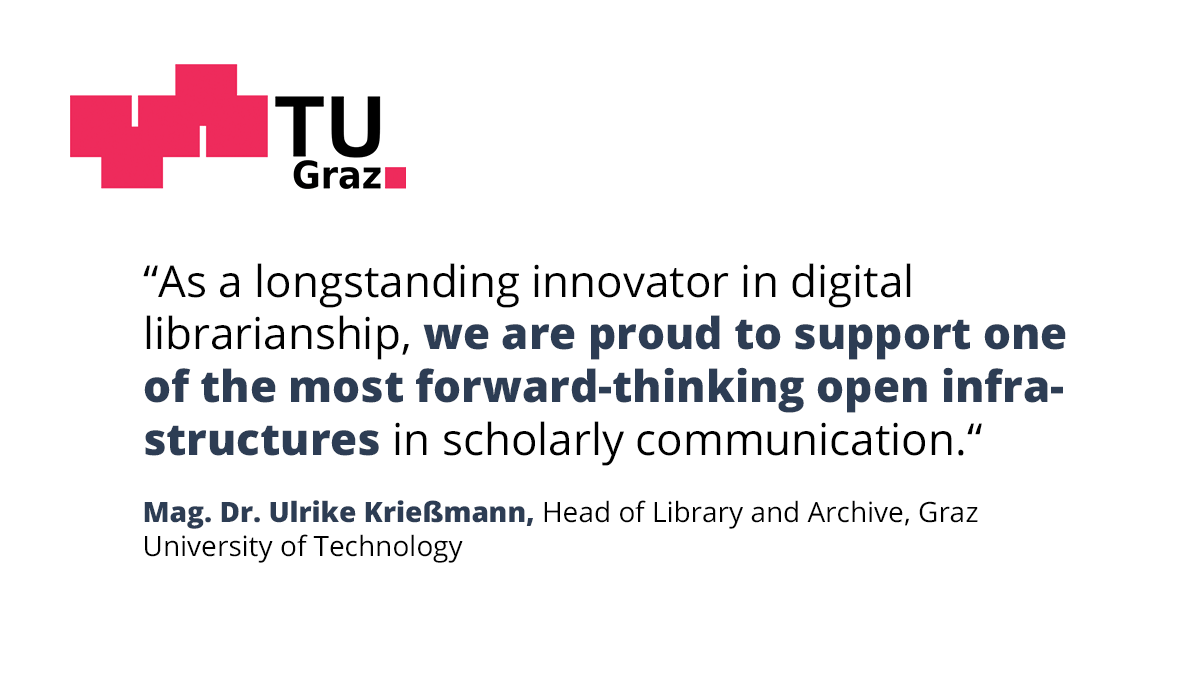 TU
Graz
“As a longstanding innovator in digital
librarianship, we are proud to support one
of the most forward-thinking open infra-
structures in scholarly communication.“
Mag. Dr. Ulrike Krießmann, Head of Library and Archive, Graz
University of Technology